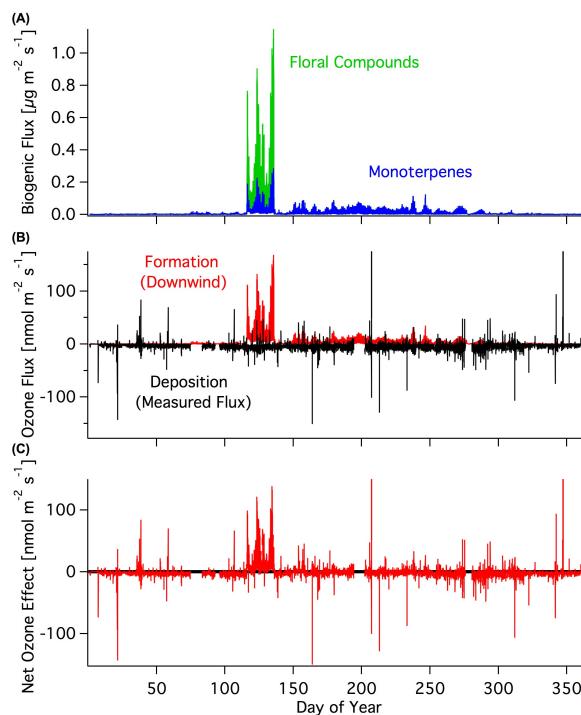 (A)
Biogenic Flux [µg m-2 s-1]
1.0
0.8
0.6
0.4
0.2
0.0
Floral Compounds
Monoterpenes
(B)
Ozone Flux [nmol m-2 s-1]
100
0
-100
Formation
(Downwind)
Deposition
(Measured Flux)
(C)
Net Ozone Effect [nmol m-2 s-1]
100
0
-100
50 100 150 200 250 300 350
Day of Year